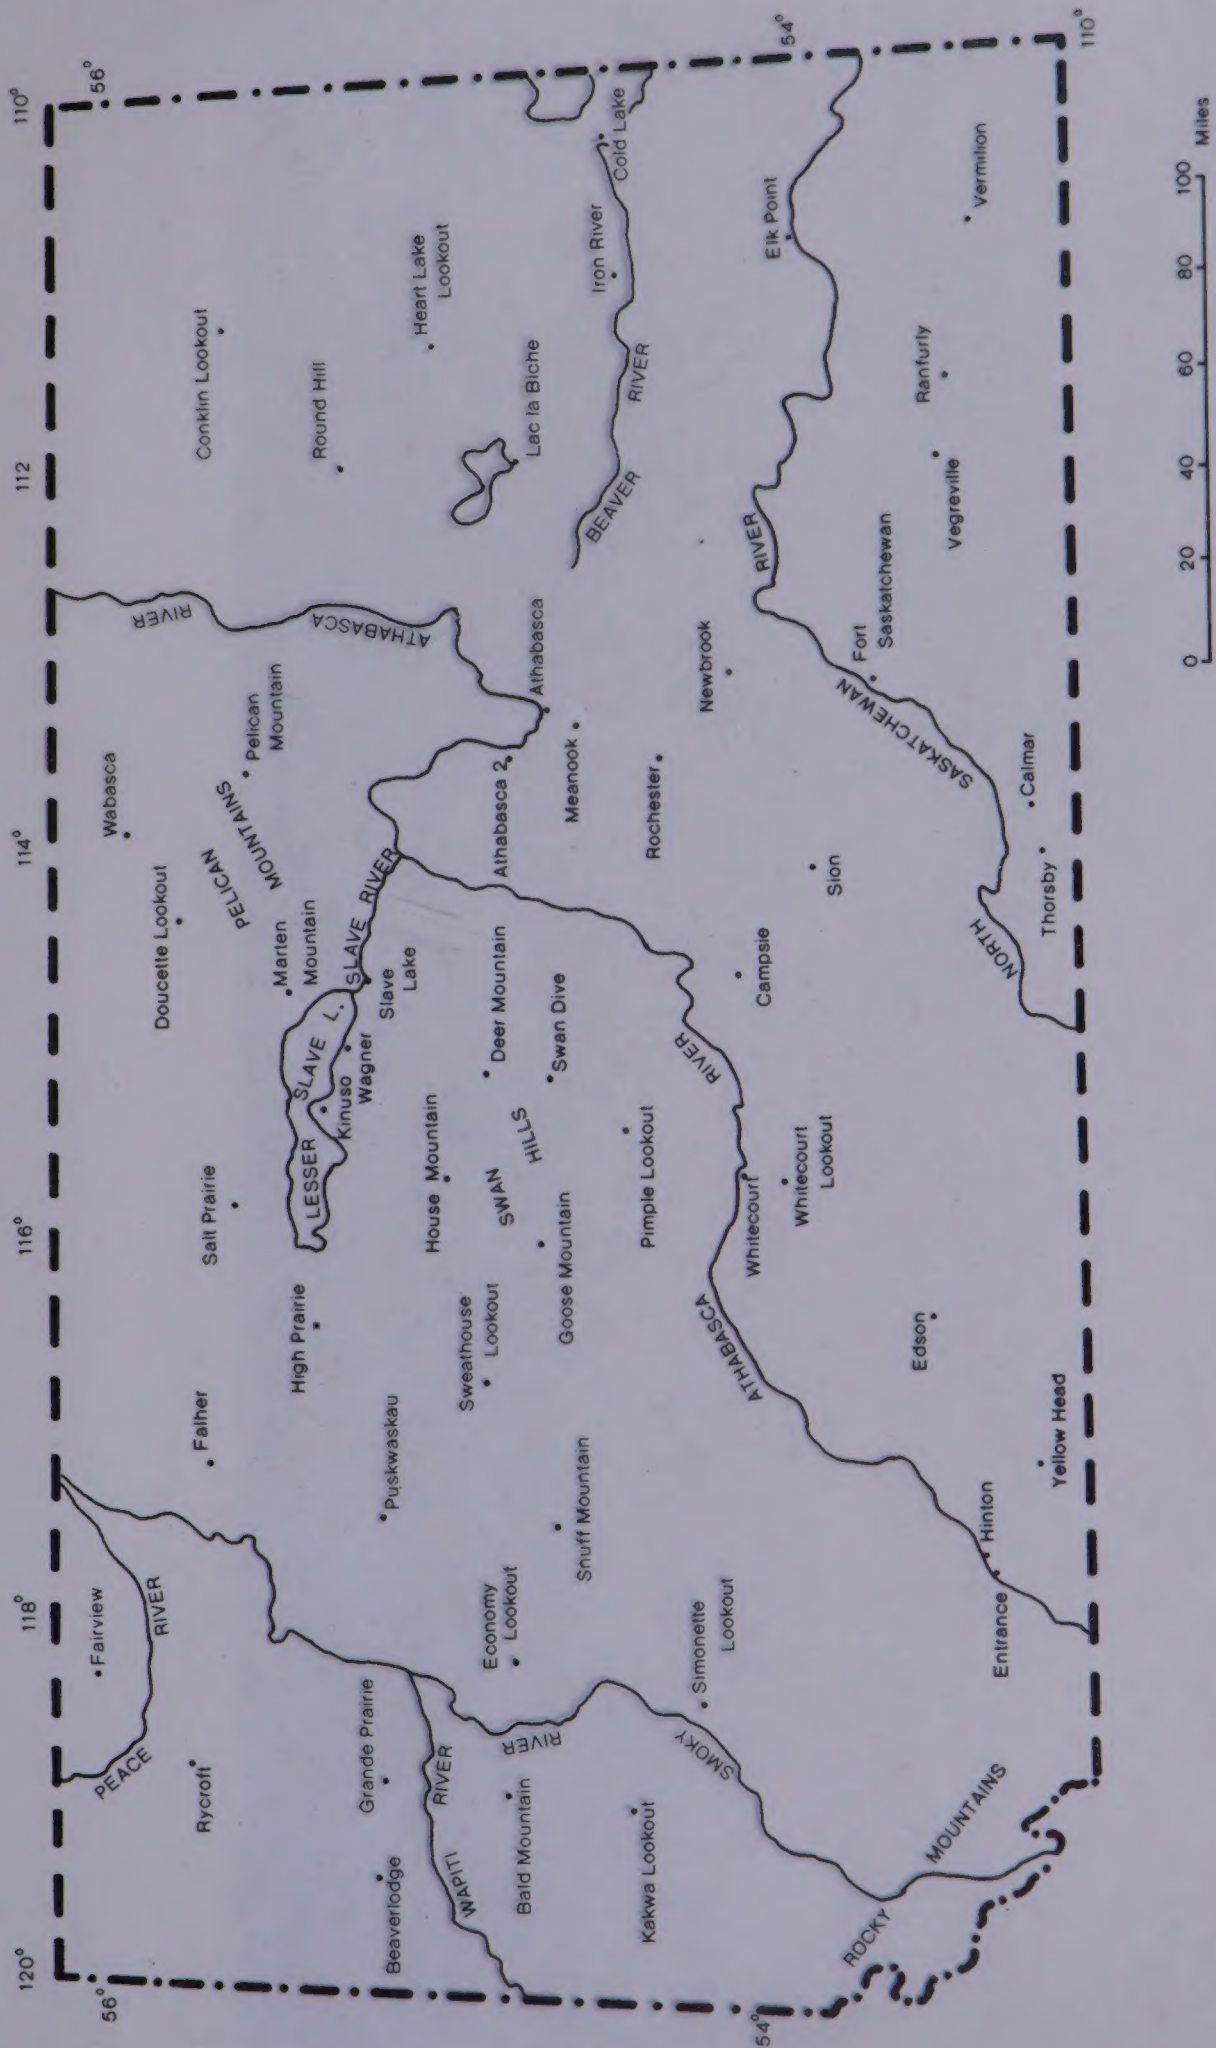 120°
118°
116°
114°
112
110°
56°
56°
Fairview
PEACE
RIVER
Rycroft
Falher
Salt Prairie
Wabasca
Doucette Lookout
PELICAN
MOUNTAINS
Pelican
Mountain
RIVER
ATHABASCA
Conklin Lookout
Round Hill
High Prairie
LESSER
SLAVE L.
Kinuso
Wagner
Marten
Mountain
SLAVE RIVER
Slave
Lake
Heart Lake
Lookout
Beaverlodge
Grande Prairie
WAPITI
RIVER
Puskwaskau
House Mountain
Sweathouse
Lookout
SWAN
HILLS
Deer Mountain
Swan Dive
Athabasca 2
Athabasca
Lac la Biche
Bald Mountain
RIVER
Economy
Lookout
Goose Mountain
Snuff Mountain
Meanook
BEAVER
RIVER
Iron River
Cold Lake
Kakwa Lookout
SMOKY
Simonette
Lookout
Pimple Lookout
RIVER
Rochester
Newbrook
ATHABASCA
Whitecourt
Whitecourt
Lookout
Campsie
Sion
RIVER
Elk Point
54°
54°
ROCKY
MOUNTAINS
Edson
Fort
Saskatchewan
SASKATCHEWAN
NORTH
Vegreville
Ranfurly
Vermilion
Entrance
Hinton
Yellow Head
Thorsby
Calmar
110°
0
20
40
60
80
100
Miles